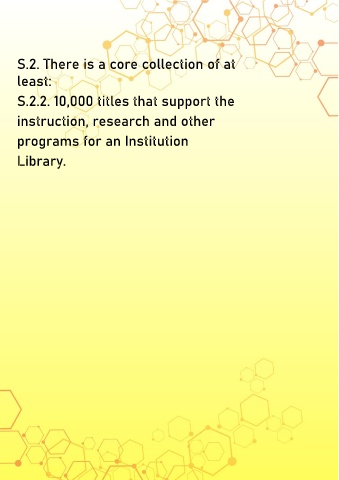 S.2. There is a core collection of at
least:
S.2.2. 10,000 titles that support the
instruction, research and other
programs for an Institution
Library.